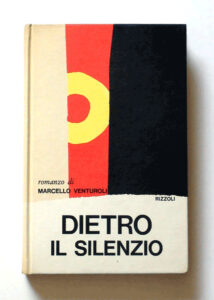 romanzo di
MARCELLO VENTUROLI
RIZZOLI
DIETRO
IL SILENZIO